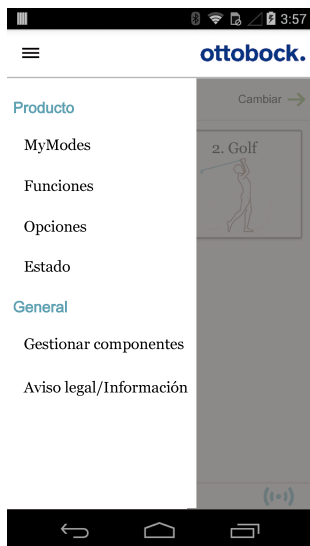 3:57
ottobock.
Producto
Cambiar
MyModes
2. Golf
Funciones
Opciones
Estado
General
Gestionar componentes
Aviso legal/Información